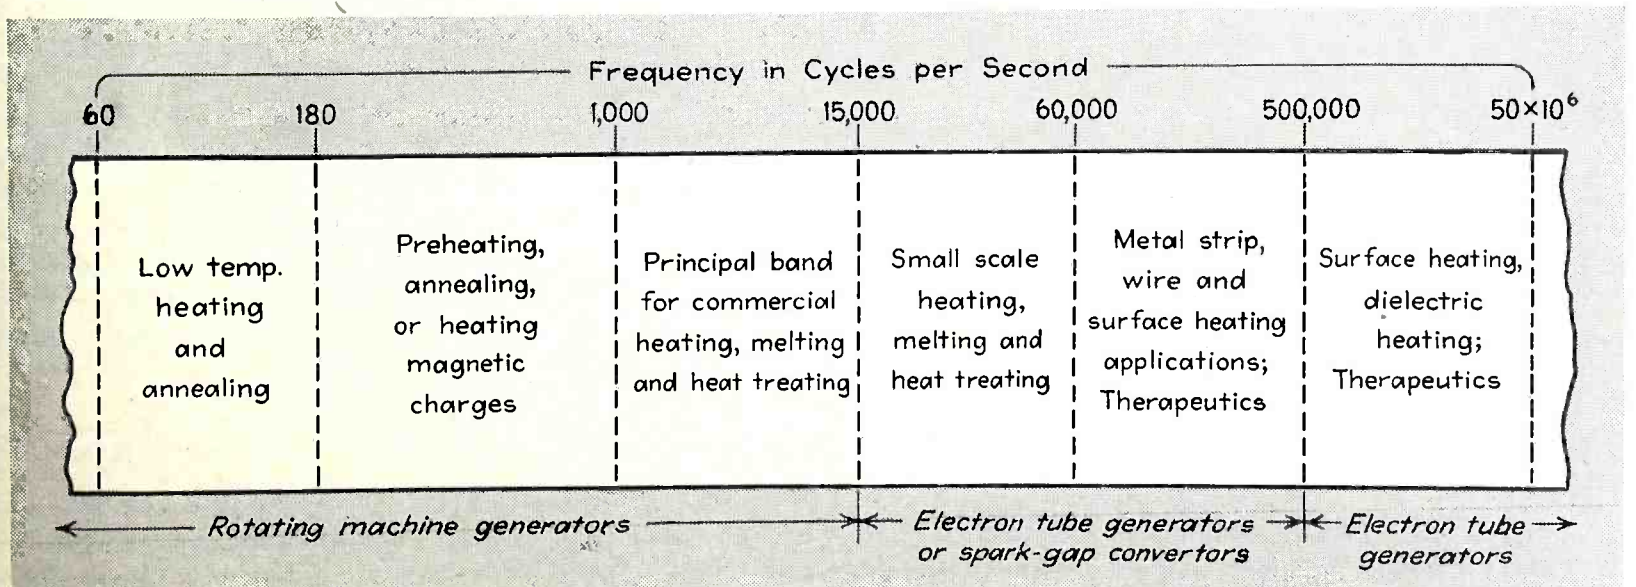 Frequency in Cycles per Second
60 180 1,000 15,000 60,000 500,000 50×10⁶
Low temp.
heating
and
annealing
Preheating,
annealing,
or heating
magnetic
charges
Principal band
for commercial
heating, melting
and heat treating
Small scale
heating,
melting and
heat treating
Metal strip,
wire and
surface heating
applications;
Therapeutics
Surface heating,
dielectric
heating;
Therapeutics
Rotating machine generators
Electron tube generators
or spark-gap convertors
Electron tube
generators